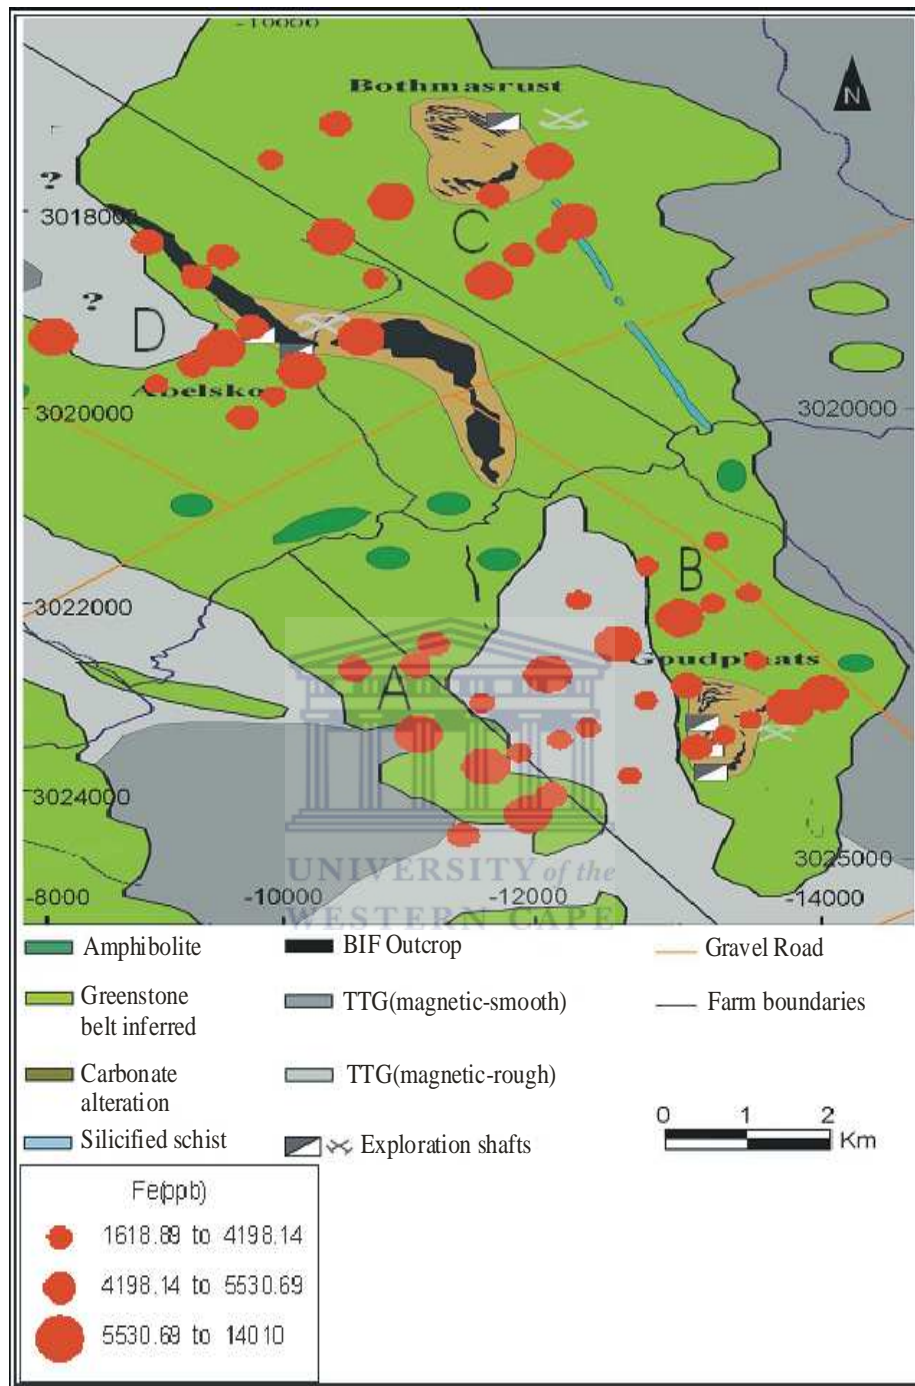 -10000
Bothmasrust
N
?
3018000
C
?
D
Abelsko
3020000
3020000
B
3022000
Goudplaats
A
3024000
3025000
UNIVERSITY of the
-8000
-10000
-12000
-14000
WESTERN CAPE
Amphibolite
BIF Outcrop
Gravel Road
Greenstone
belt inferred
TTG(magnetic-smooth)
Farm boundaries
Carbonate
alteration
TTG(magnetic-rough)
Silicified schist
Exploration shafts
0 1 2
Km
Fe(ppb)
1618.89 to 4198.14
4198.14 to 5530.69
5530.69 to 14010